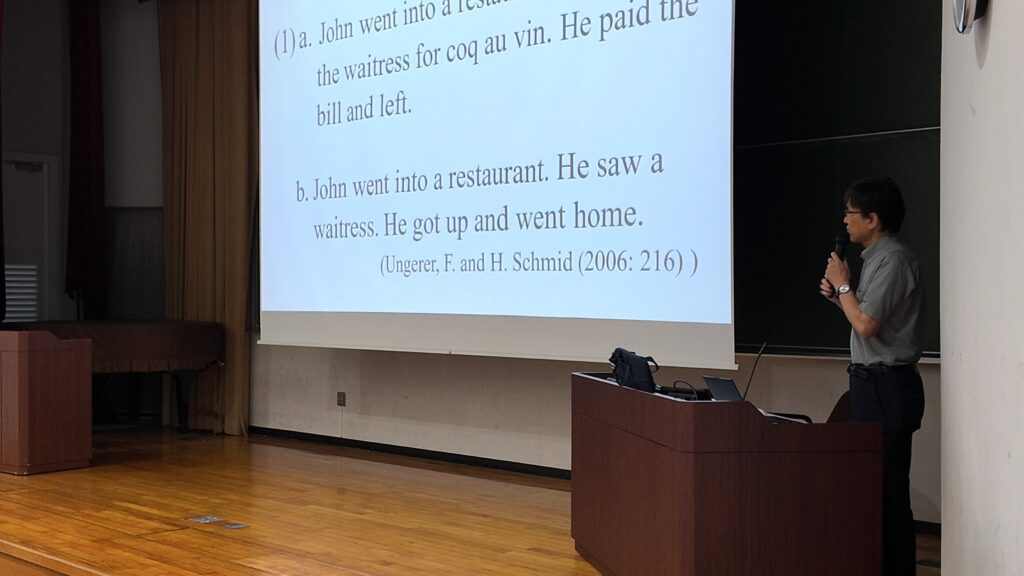 (1) a. John went into a
the waitress for coq au vin. He paid the
bill and left.
b. John went into a restaurant. He saw a
waitress. He got up and went home.
(Ungerer, F. and H. Schmid (2006: 216) )